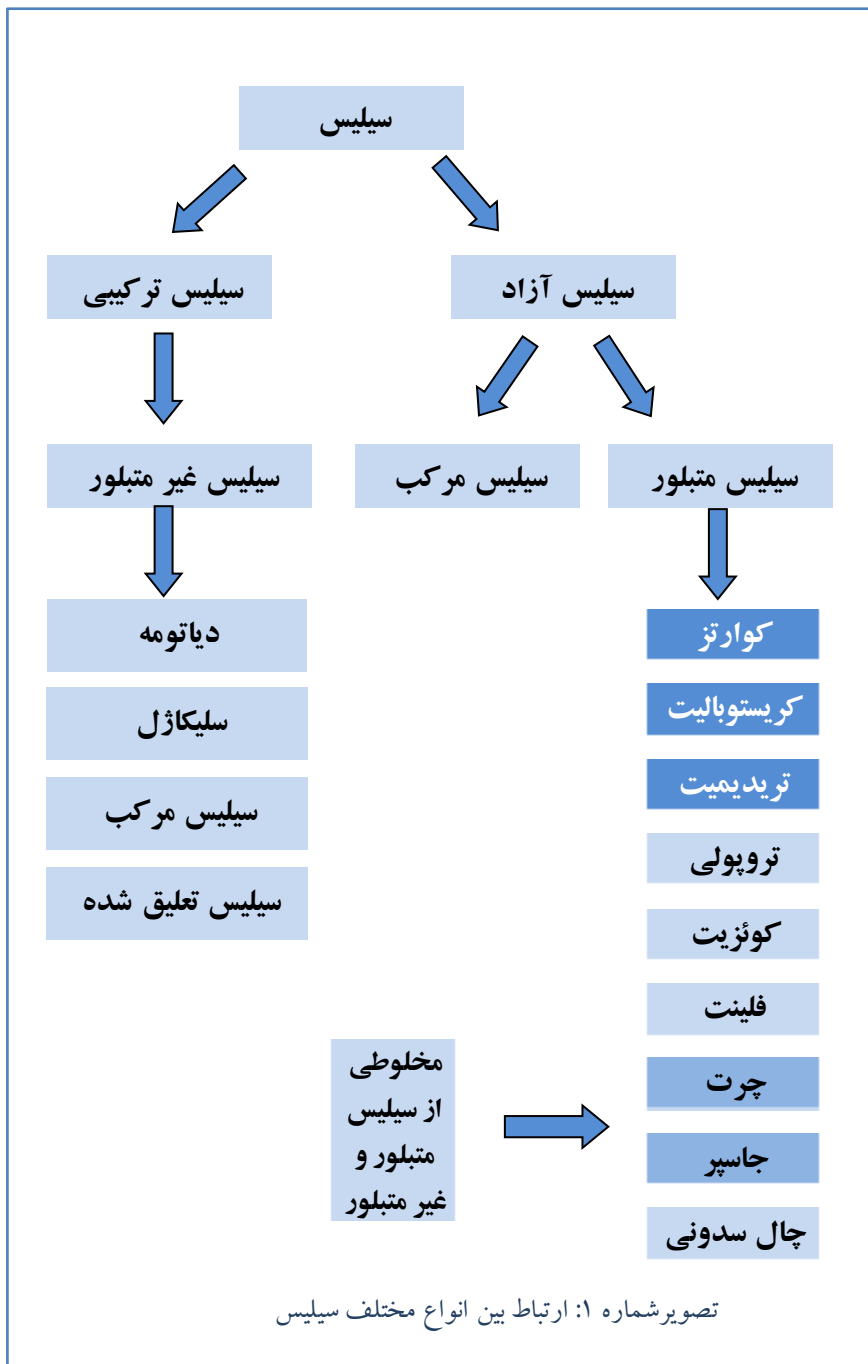 سیلیس
سیلیس آزاد
سیلیس ترکیبی
سیلیس متبلور
سیلیس مرکب
سیلیس غیر متبلور
کوارتز
کریستوبالیت
تریدیمیت
تروپولی
کوئزیت
فلینت
چرت
جاسپر
چال سدونی
مخلوطی
از سیلیس
متبلور و
غیر متبلور
دیاتومه
سلیکاژل
سیلیس مرکب
سیلیس تعلیق شده
تصویرشماره ۱: ارتباط بین انواع مختلف سیلیس